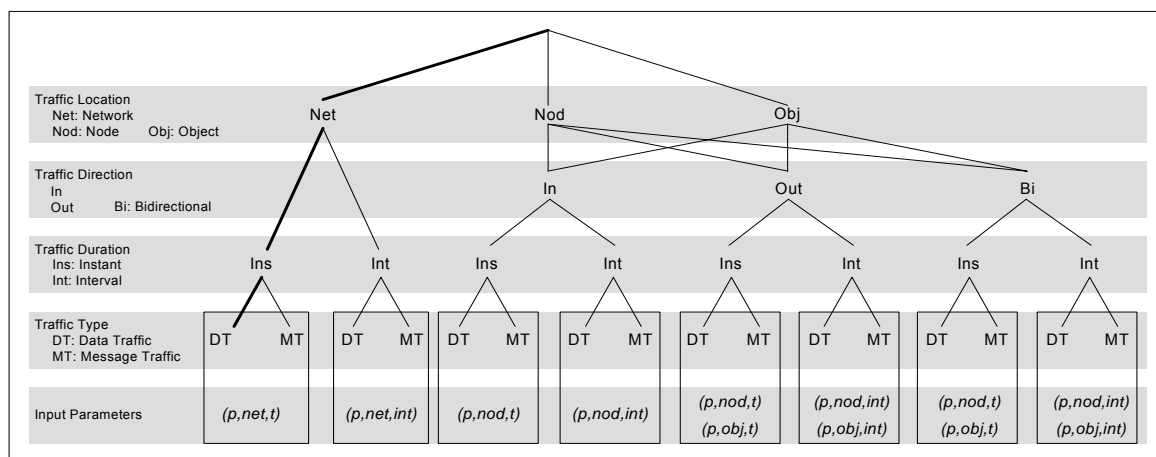 Traffic Location
Net: Network
Nod: Node Obj: Object
Net Nod Obj
Traffic Direction
In
Out Bi: Bidirectional
In Out Bi
Traffic Duration
Ins: Instant
Int: Interval
Ins Int Ins Int Ins Int Ins Int
Traffic Type
DT: Data Traffic
MT: Message Traffic
DT MT DT MT DT MT DT MT DT MT DT MT DT MT DT MT
Input Parameters
(p,net,t) (p,net,int) (p,nod,t) (p,nod,int) (p,nod,t) (p,nod,int) (p,nod,t) (p,nod,int)
(p,obj,t) (p,obj,int) (p,obj,t) (p,obj,int)